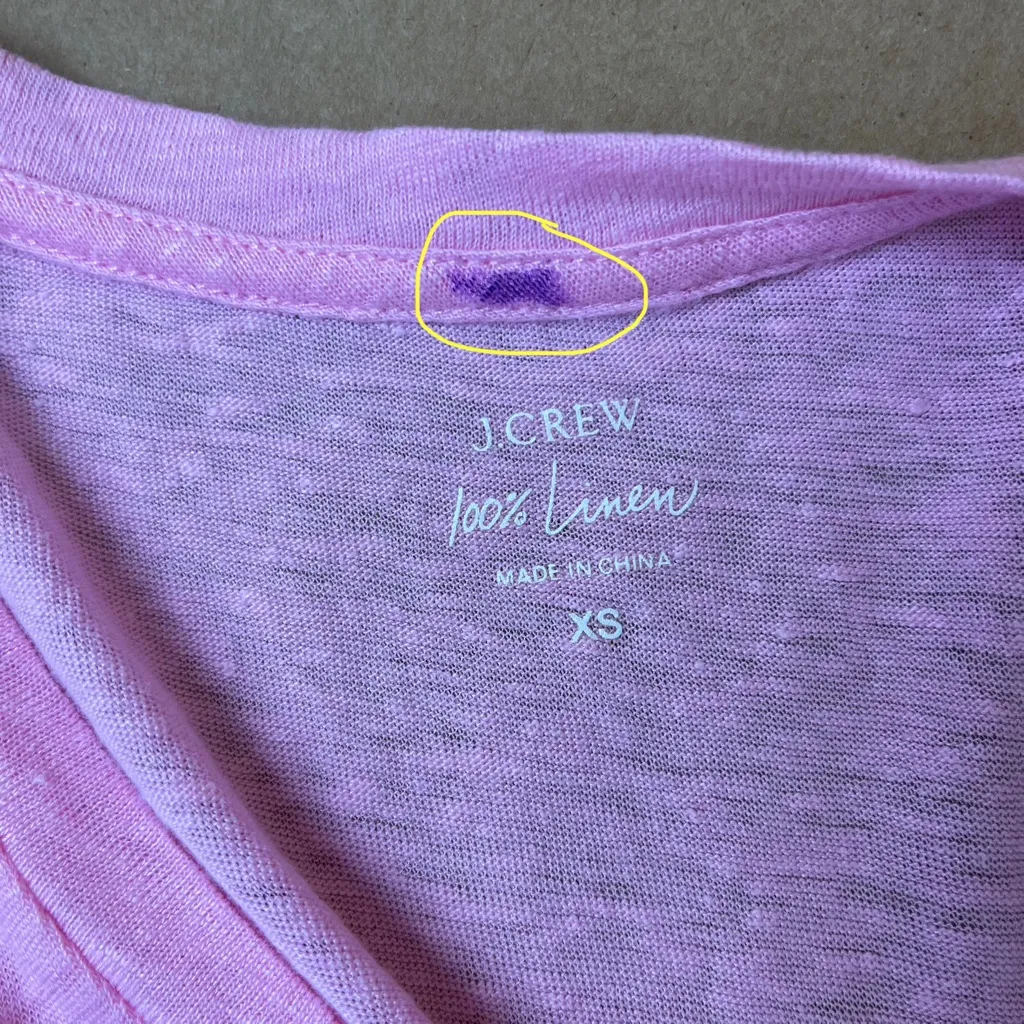 J.CREW
100% Linen
MADE IN CHINA
XS